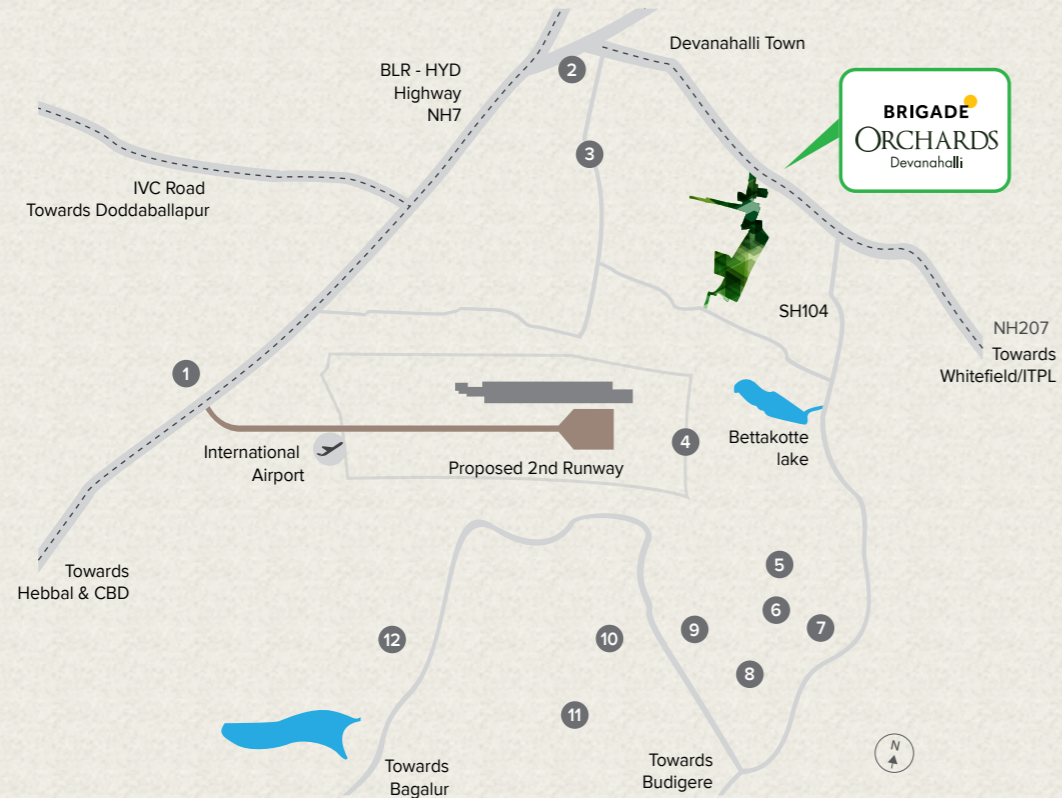 Devanahalli Town
2
BLR - HYD
Highway
NH7
BRIGADE
ORCHARDS
Devanahalli
3
IVC Road
Towards Doddaballapur
SH104
NH207
Towards
Whitefield/ITPL
1
International
Airport
Proposed 2nd Runway
4
Bettakotte
lake
Towards
Hebbal & CBD
5
6
7
8
9
10
11
12
Towards
Bagalur
Towards
Budigere
N